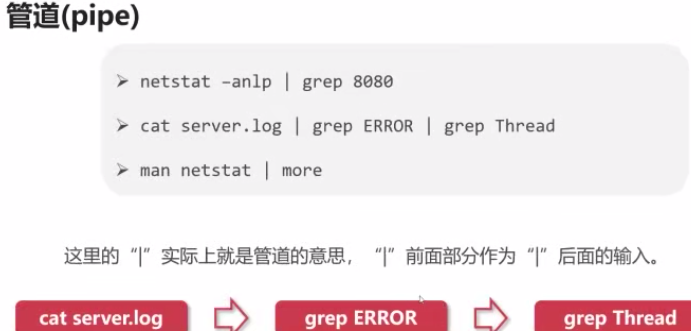 管道(pipe)
➢ netstat –anlp | grep 8080
➢ cat server.log | grep ERROR | grep Thread
➢ man netstat | more
这里的“|”实际上就是管道的意思，“|”前面部分作为“|”后面的输入。
cat server.log grep ERROR grep Thread